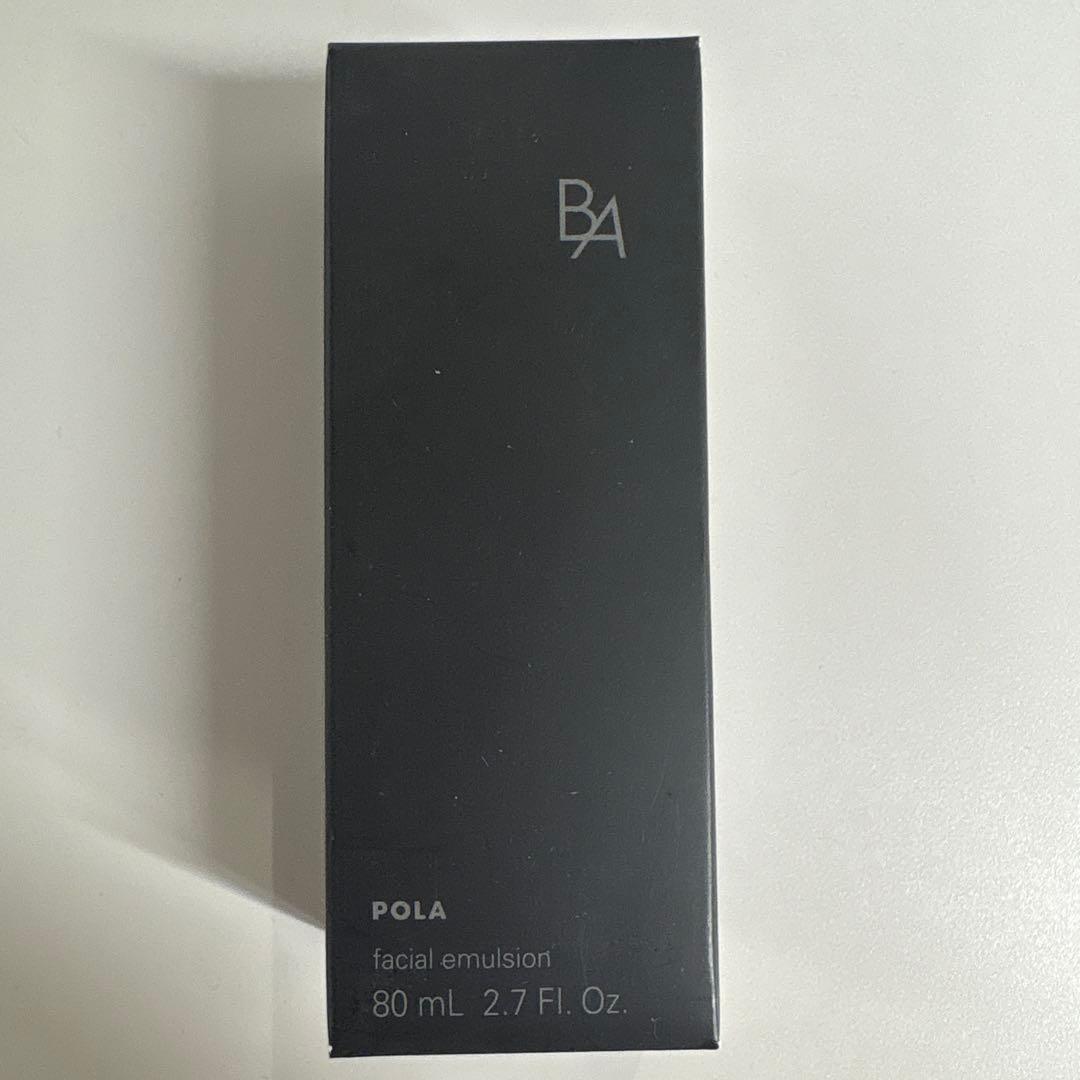 BA
POLA
facial emulsion
80 mL 2.7 Fl. Oz.